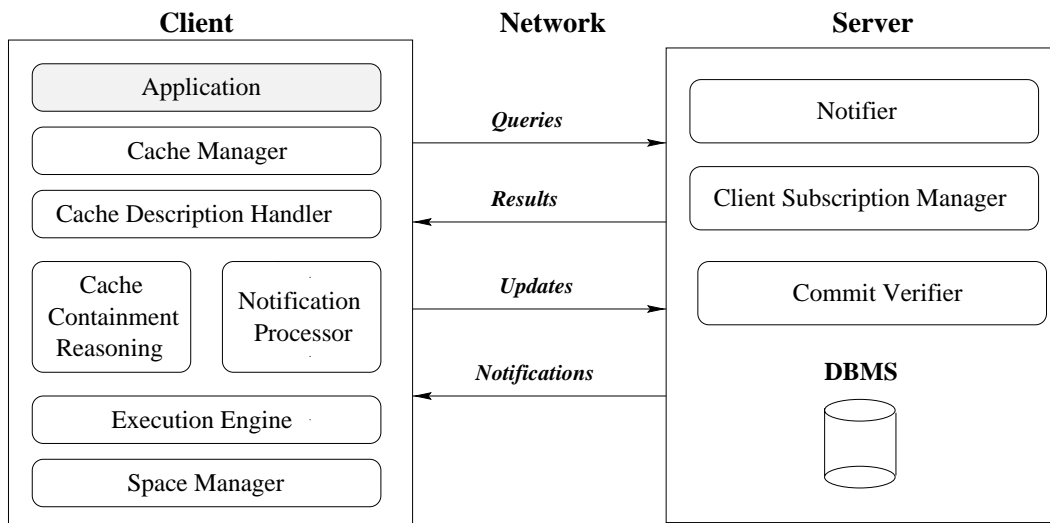 Client
Network
Server
Application
Cache Manager
Cache Description Handler
Cache
Containment
Reasoning
Notification
Processor
Execution Engine
Space Manager
Queries
Results
Updates
Notifications
Notifier
Client Subscription Manager
Commit Verifier
DBMS